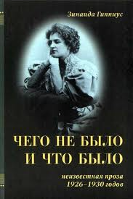 Зинаида Гиппиус
ЧЕГО НЕ БЫЛО
И ЧТО БЫЛО
неизвестная проза
1926–1930 годов